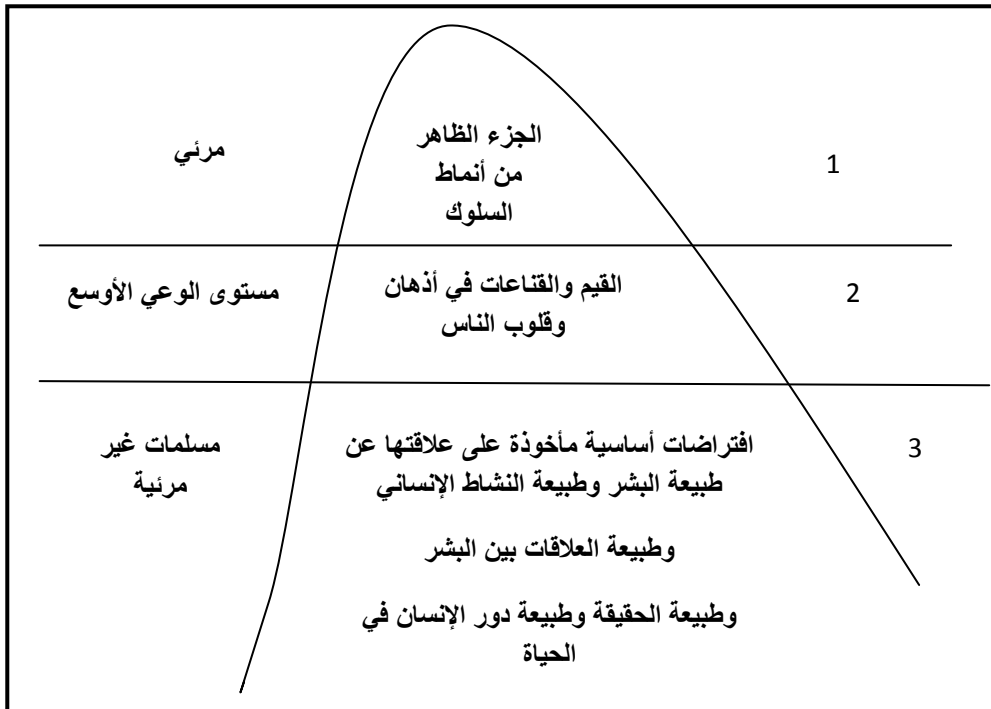 الجزء الظاهر
من أنماط
السلوك
مرئي
1
القيم والقناعات في أذهان
وقلوب الناس
مستوى الوعي الأوسع
2
افتراضات أساسية مأخوذة على علاقتها عن
طبيعة البشر وطبيعة النشاط الإنساني
وطبيعة العلاقات بين البشر
وطبيعة الحقيقة وطبيعة دور الإنسان في
الحياة
مسلمات غير
مرئية
3